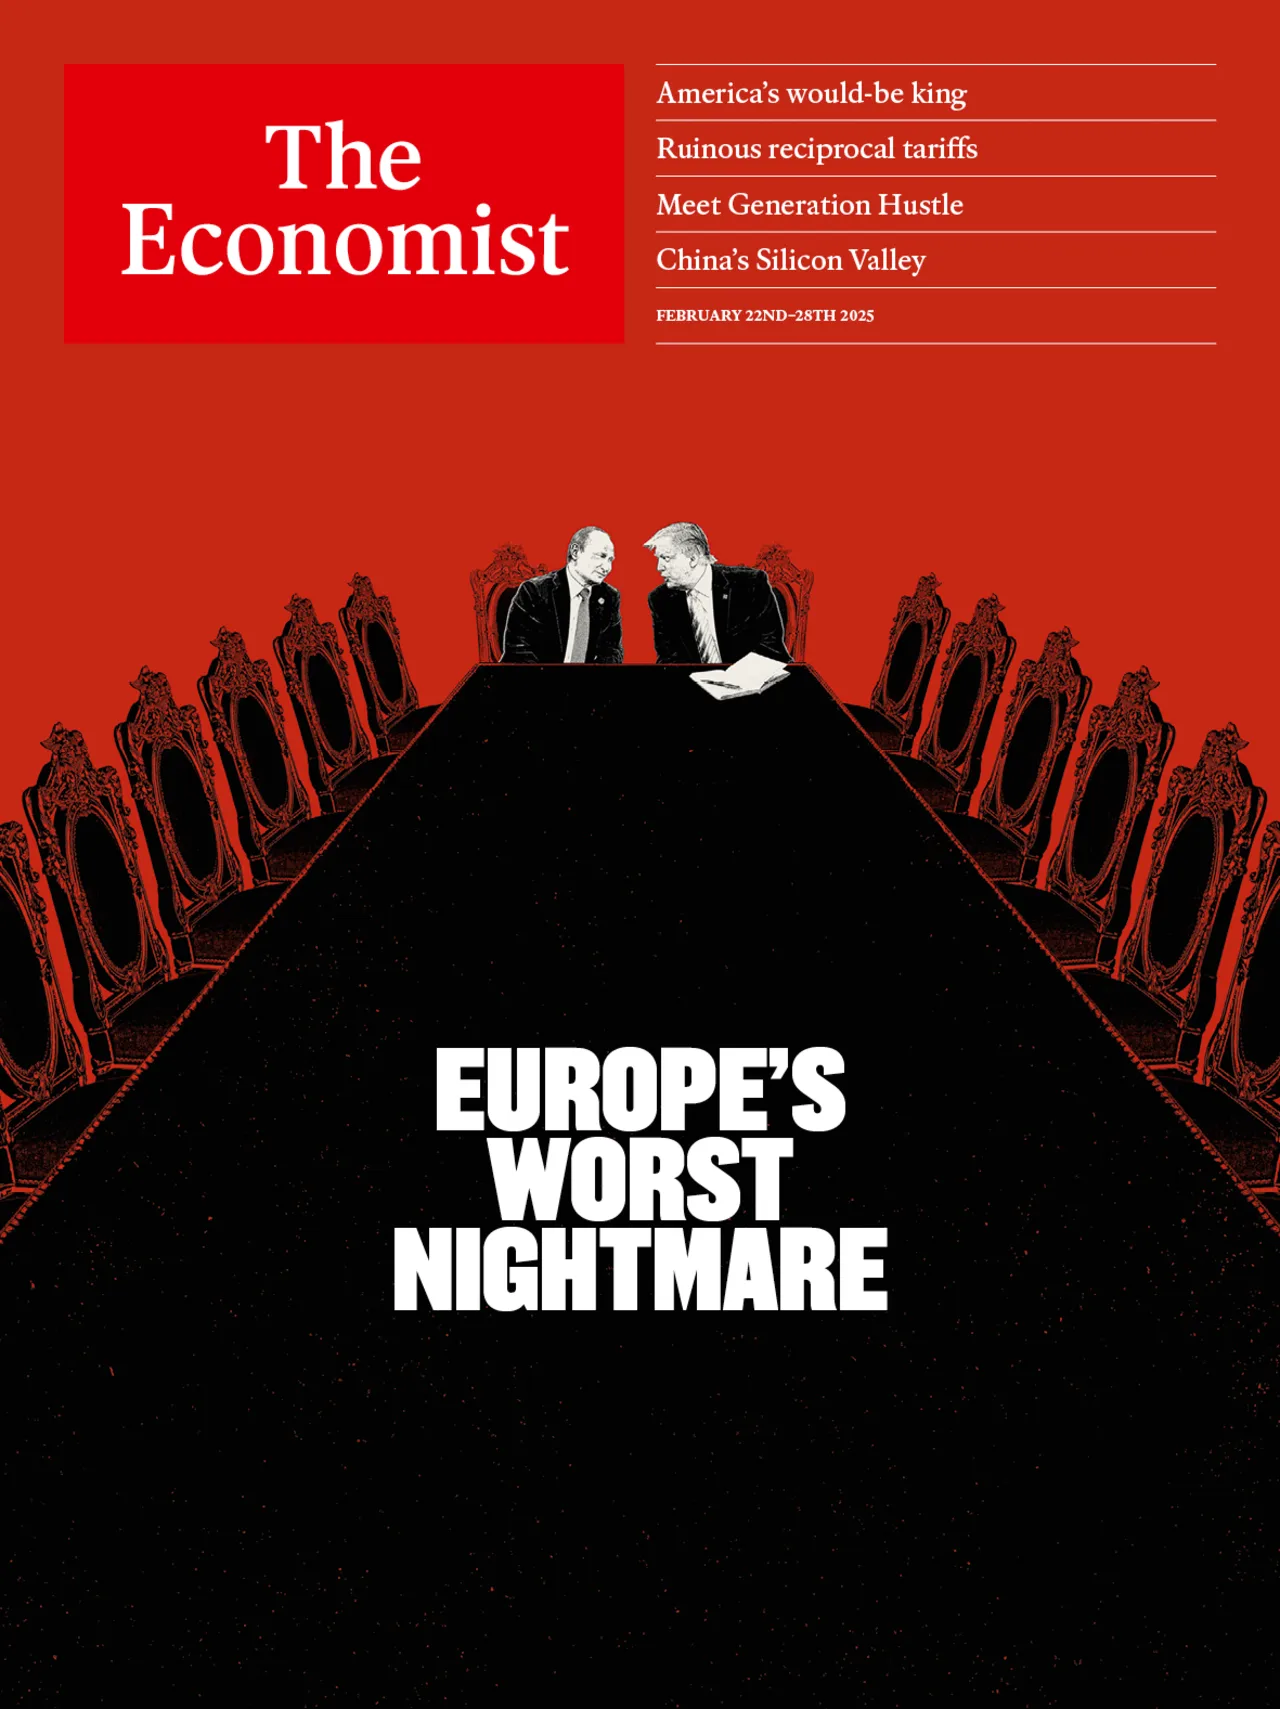 The
Economist
America’s would-be king
Ruinous reciprocal tariffs
Meet Generation Hustle
China’s Silicon Valley
FEBRUARY 22ND–28TH 2025
EUROPE’S
WORST
NIGHTMARE